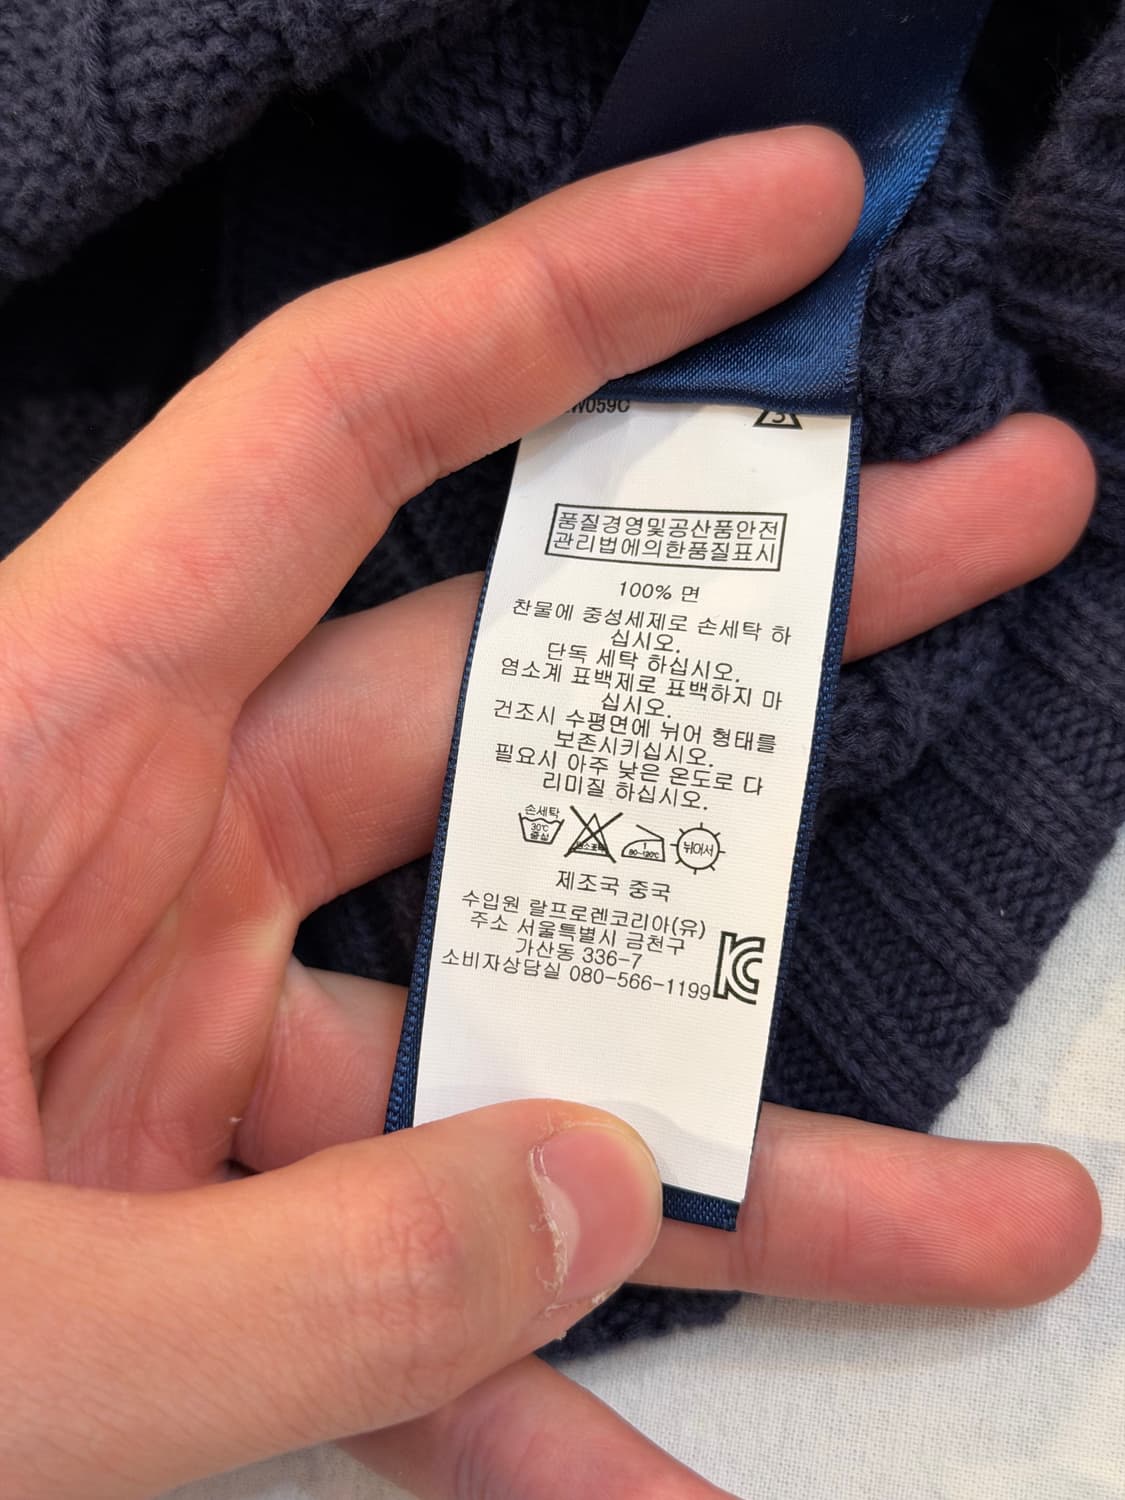 W059C
3
품질경영및공산품안전
관리법에의한품질표시
100% 면
찬물에 중성세제로 손세탁 하
십시오.
단독 세탁 하십시오.
염소계 표백제로 표백하지 마
십시오.
건조시 수평면에 뉘어 형태를
보존시키십시오.
필요시 아주 낮은 온도로 다
리미질 하십시오.
손세탁
30℃
중성
80~120℃
뉘어서
제조국 중국
수입원 랄프로렌코리아(유)
주소 서울특별시 금천구
가산동 336-7
소비자상담실 080-566-1199